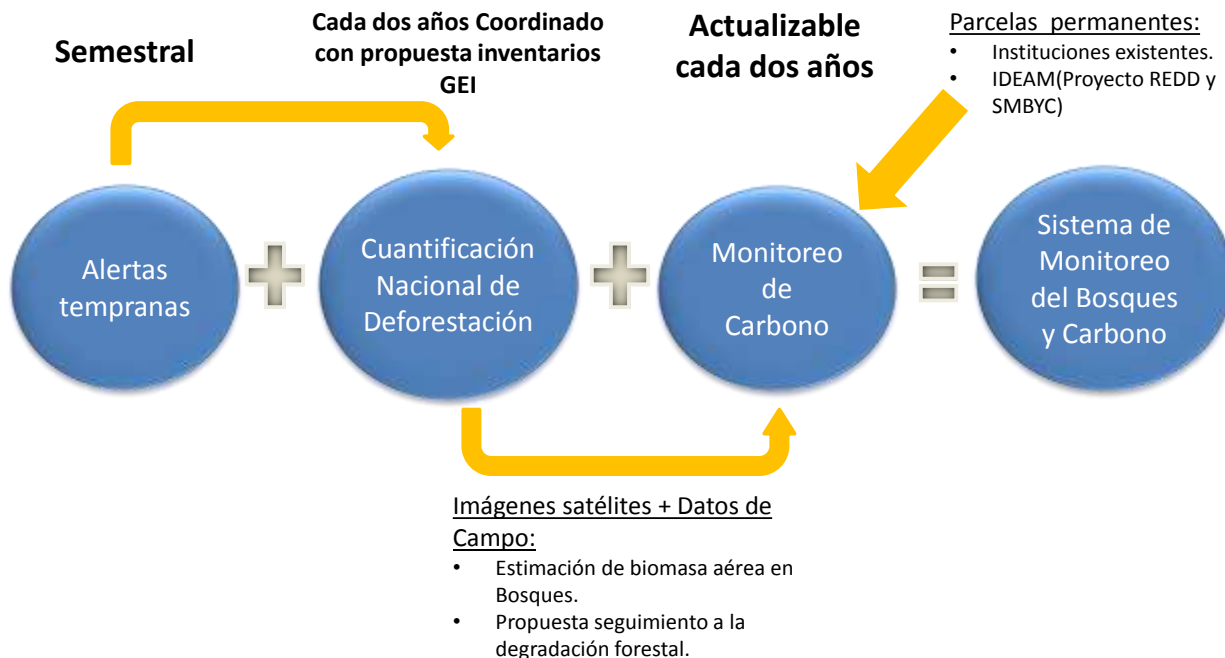 Semestral
Cada dos años Coordinado
con propuesta inventarios
GEI
Actualizable
cada dos años
Parcelas permanentes:
• Instituciones existentes.
• IDEAM(Proyecto REDD y
SMBYC)
Alertas
tempranas
Cuantificación
Nacional de
Deforestación
Monitoreo
de
Carbono
Sistema de
Monitoreo
del Bosques
y Carbono
Imágenes satélites + Datos de
Campo:
• Estimación de biomasa aérea en
Bosques.
• Propuesta seguimiento a la
degradación forestal.